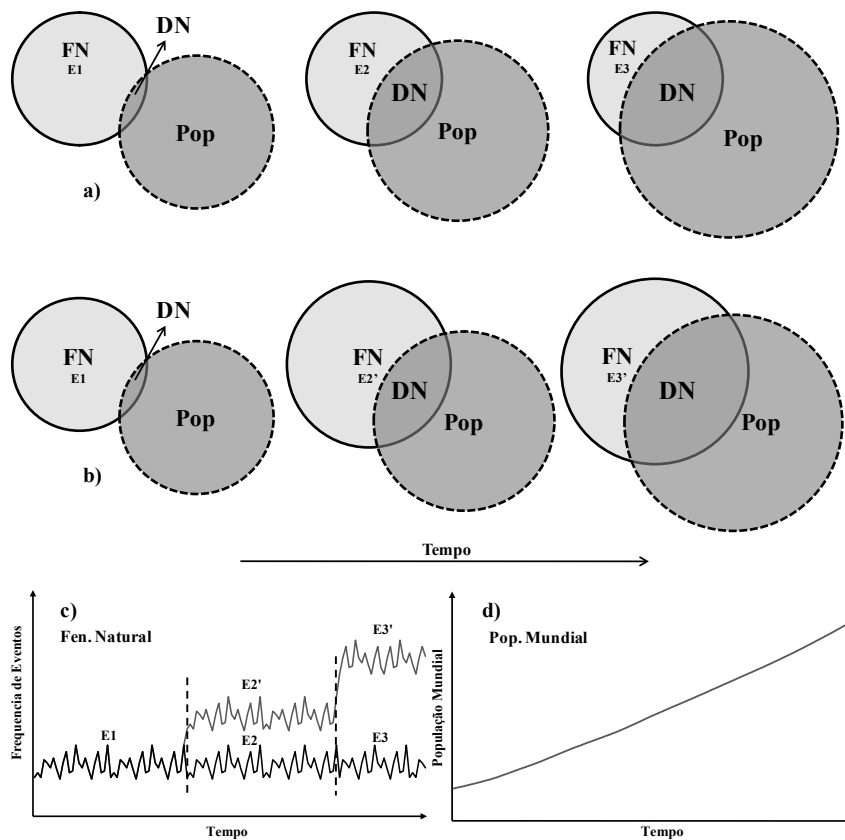 DN
FN
E1
Pop
a)
FN
E2
DN
Pop
FN
E3
DN
Pop
DN
FN
E1
Pop
b)
FN
E2'
DN
Pop
FN
E3'
DN
Pop
Tempo
c)
Fen. Natural
Frequencia de Eventos
E1
E2'
E2
E3'
E3
Tempo
d)
Pop. Mundial
População Mundial
Tempo